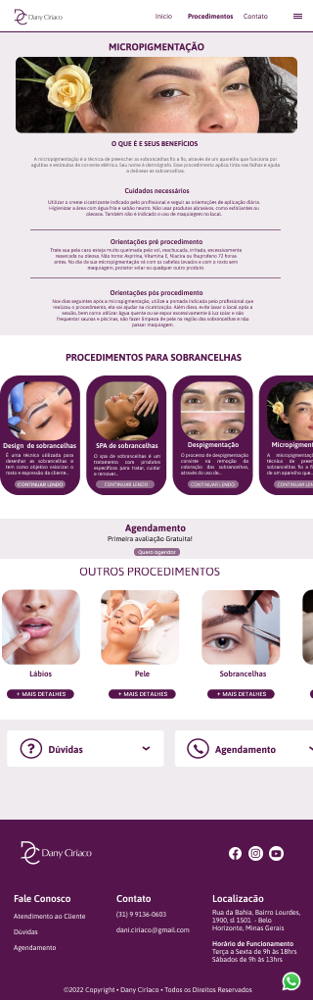 Dany Ciríaco
Início Procedimentos Contato
MICROPIGMENTAÇÃO
O QUE É E SEUS BENEFÍCIOS
A micropigmentação é a técnica de preencher as sobrancelhas fio a fio, através de um aparelho que funciona por
agulhas e estímulos de corrente elétrica. Seu nome é dermógrafo. Esse procedimento aplica tinta nas falhas e ajuda
a delinear as sobrancelhas.
Cuidados necessários
Utilizar o creme cicatrizante indicado pelo profissional e seguir as orientações de aplicação diária.
Higienizar a área com água fria e sabão neutro. Não usar produtos abrasivos, como esfoliantes ou
oleosos. Também não é indicado o uso de maquiagem no local.
Orientações pré procedimento
Trate sua pele caso esteja muito queimada pelo sol, machucada, irritada, excessivamente
ressecada ou oleosa. Não tome: Aspirina, Vitamina E, Niacina ou Ibuprofeno 72 horas
antes. No dia da sua micropigmentação vá com os cabelos lavados e com o rosto sem
maquiagem, protetor solar ou qualquer outro produto.
Orientações pós procedimento
Nos dias seguintes após a micropigmentação, utilize a pomada indicada pelo profissional que
realizou o procedimento, ela vai ajudar na cicatrização. Além disso, evite lavar o local após a
sessão, bem como utilizar água quente ou se expor excessivamente à luz solar e não
frequentar saunas e piscinas, não fazer limpeza de pele na região das sobrancelhas e não
passar maquiagem
PROCEDIMENTOS PARA SOBRANCELHAS
Design de sobrancelhas
É uma técnica utilizada para
desenhar as sobrancelhas e
tem como objetivo valorizar o
rosto e expressão da cliente...
CONTINUAR LENDO
SPA de sobrancelhas
O spa de sobrancelhas é um
tratamento com produtos
específicos para tratar, cuidar
e remover...
CONTINUAR LENDO
Despigmentação
O processo de despigmentação
consiste na remoção da
coloração das sobrancelhas,
através do uso de...
CONTINUAR LENDO
Micropigment
A micropigmenta
técnica de preen
sobrancelhas fio a f
de um aparelho que...
CONTINUAR LEN
Agendamento
Primeira avaliação Gratuita!
Quero agendar
OUTROS PROCEDIMENTOS
Lábios Pele Sobrancelhas
+ MAIS DETALHES + MAIS DETALHES + MAIS DETALHES
Dúvidas Agendamento
Dany Ciríaco
Fale Conosco
Atendimento ao Cliente
Dúvidas
Agendamento
Contato
(31) 9 9136-0603
dani.ciriaco@gmail.com
Localização
Rua da Bahia, Bairro Lourdes,
1900, sl 1501 - Belo
Horizonte, Minas Gerais
Horário de Funcionamento
Terça a Sexta de 9h às 18hrs
Sábados de 9h às 13hrs
©2022 Copyright • Dany Ciríaco • Todos os Direitos Reservados